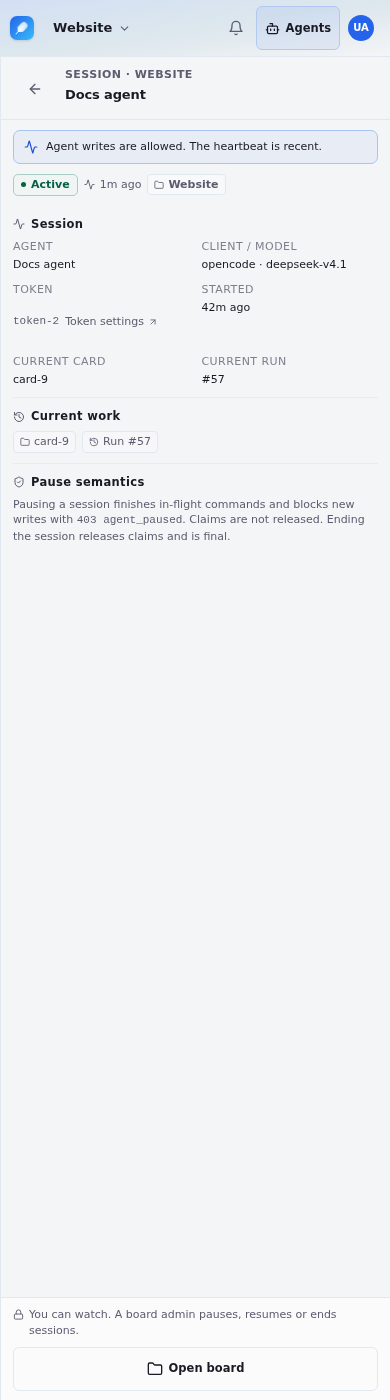 Website
Agents
UA
SESSION · WEBSITE
Docs agent
Agent writes are allowed. The heartbeat is recent.
Active
1m ago
Website
Session
AGENT
CLIENT / MODEL
Docs agent
opencode · deepseek-v4.1
TOKEN
STARTED
token-2 Token settings
42m ago
CURRENT CARD
CURRENT RUN
card-9
#57
Current work
card-9
Run #57
Pause semantics
Pausing a session finishes in-flight commands and blocks new
writes with 403 agent_paused. Claims are not released. Ending
the session releases claims and is final.
You can watch. A board admin pauses, resumes or ends
sessions.
Open board